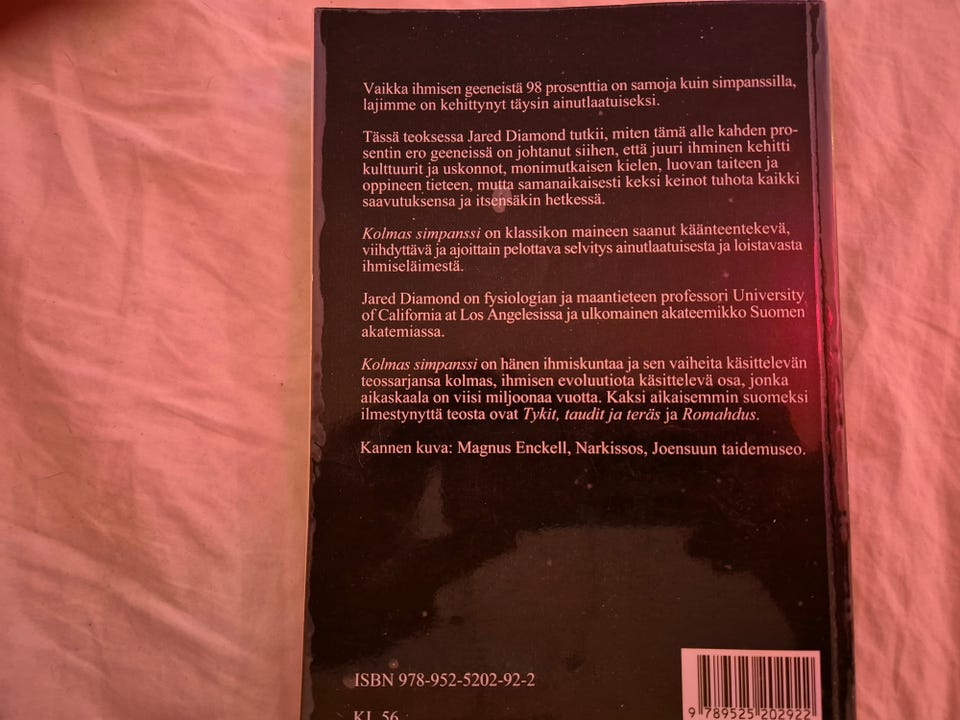 Vaikka ihmisen geeneistä 98 prosenttia on samoja kuin simpanssilla,
lajimme on kehittynyt täysin ainutlaatuiseksi.
Tässä teoksessa Jared Diamond tutkii, miten tämä alle kahden pro-
sentin ero geeneissä on johtanut siihen, että juuri ihminen kehitti
kulttuurit ja uskonnot, monimutkaisen kielen, luovan taiteen ja
oppineen tieteen, mutta samanaikaisesti keksi keinot tuhota kaikki
saavutuksensa ja itsensäkin hetkessä.
Kolmas simpanssi on klassikon maineen saanut käänteentekevä,
viihdyttävä ja ajoittain pelottava selvitys ainutlaatuisesta ja loistavasta
ihmiseläimestä.
Jared Diamond on fysiologian ja maantieteen professori University
of California at Los Angelesissa ja ulkomainen akateemikko Suomen
akatemiassa.
Kolmas simpanssi on hänen ihmiskuntaa ja sen vaiheita käsittelevän
teossarjansa kolmas, ihmisen evoluutiota käsittelevä osa, jonka
aikaskaala on viisi miljoonaa vuotta. Kaksi aikaisemmin suomeksi
ilmestynyttä teosta ovat Tykit, taudit ja teräs ja Romahdus.
Kannen kuva: Magnus Enckell, Narkissos, Joensuun taidemuseo.
ISBN 978-952-5202-92-2
KL 56
9 789525 202922